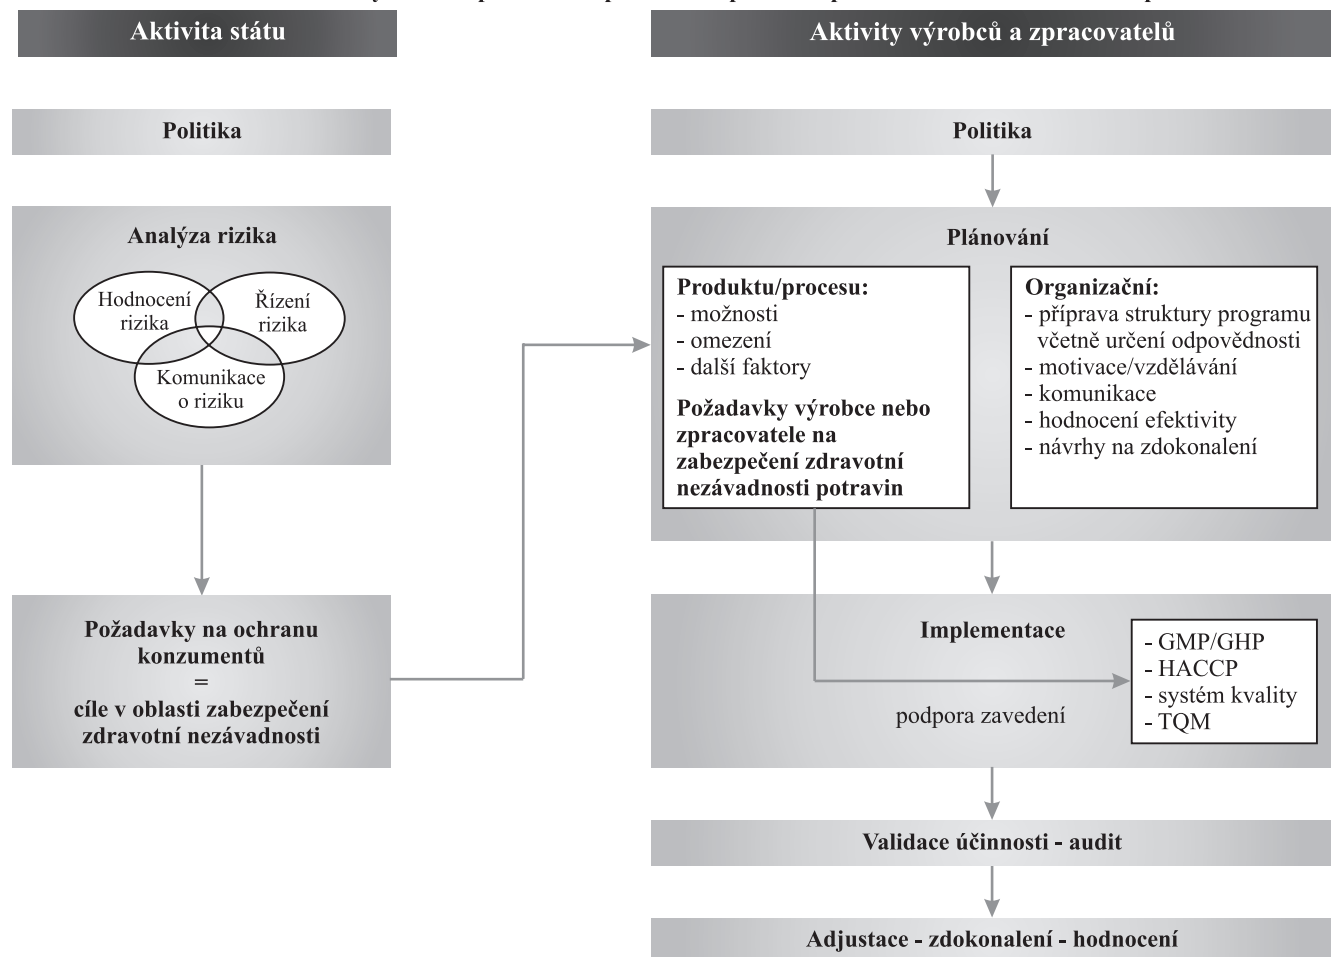 Aktivita státu
Politika
Analýza rizika
Hodnocení
rizika
Řízení
rizika
Komunikace
o riziku
Požadavky na ochranu
konzumentů
=
cíle v oblasti zabezpečení
zdravotní nezávadnosti
Aktivity výrobců a zpracovatelů
Politika
Plánování
Produktu/procesu:
- možnosti
- omezení
- další faktory
Požadavky výrobce nebo
zpracovatele na
zabezpečení zdravotní
nezávadnosti potravin
Organizační:
- příprava struktury programu
včetně určení odpovědnosti
- motivace/vzdělávání
- komunikace
- hodnocení efektivity
- návrhy na zdokonalení
Implementace
podpora zavedení
- GMP/GHP
- HACCP
- systém kvality
- TQM
Validace účinnosti - audit
Adjustace - zdokonalení - hodnocení